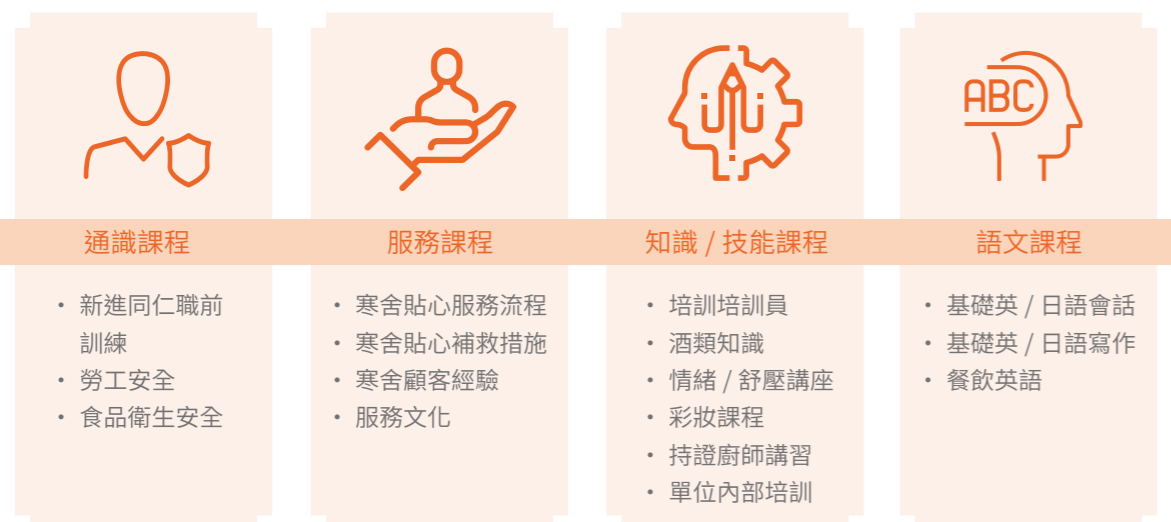 ABC
通識課程
服務課程
知識 / 技能課程
語文課程
• 新進同仁職前
訓練
• 勞工安全
• 食品衛生安全
• 寒舍貼心服務流程
• 寒舍貼心補救措施
• 寒舍顧客經驗
• 服務文化
• 培訓培訓員
• 酒類知識
• 情緒 / 舒壓講座
• 彩妝課程
• 持證廚師講習
• 單位內部培訓
• 基礎英 / 日語會話
• 基礎英 / 日語寫作
• 餐飲英語